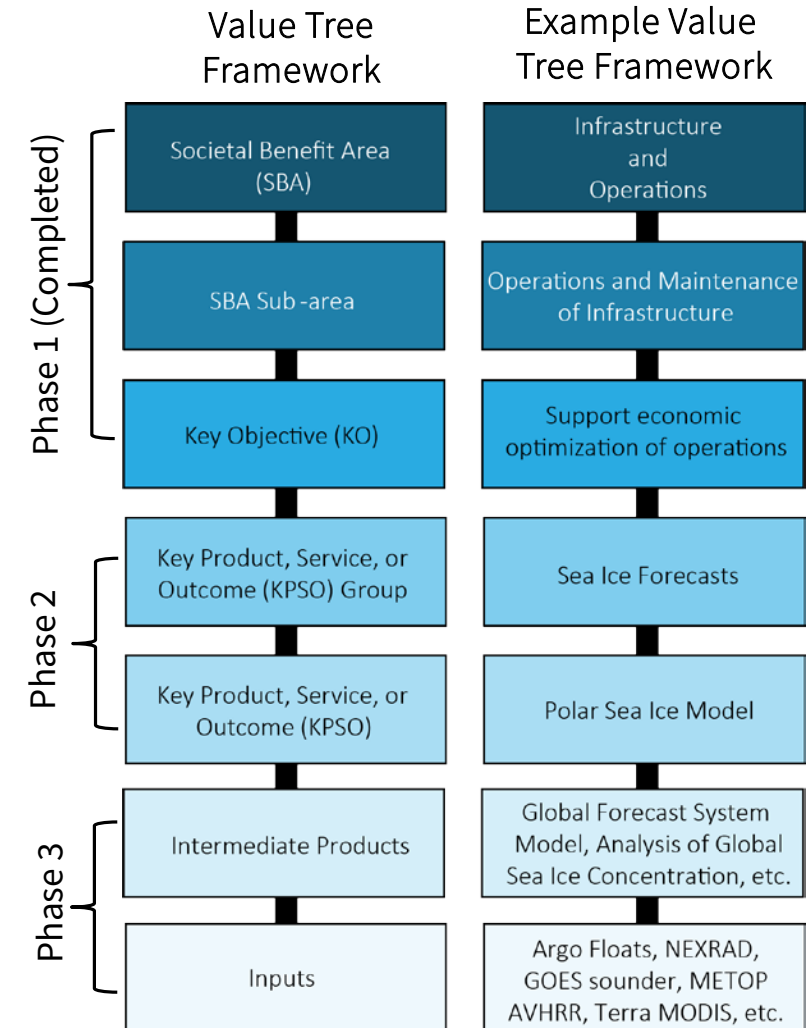 Value Tree
Framework
Example Value
Tree Framework
Phase 1 (Completed)
Societal Benefit Area
(SBA)
Infrastructure
and
Operations
SBA Sub-area
Operations and Maintenance
of Infrastructure
Key Objective (KO)
Support economic
optimization of operations
Phase 2
Key Product, Service, or
Outcome (KPSO) Group
Sea Ice Forecasts
Key Product, Service, or
Outcome (KPSO)
Polar Sea Ice Model
Phase 3
Intermediate Products
Global Forecast System
Model, Analysis of Global
Sea Ice Concentration, etc.
Inputs
Argo Floats, NEXRAD,
GOES sounder, METOP
AVHRR, Terra MODIS, etc.